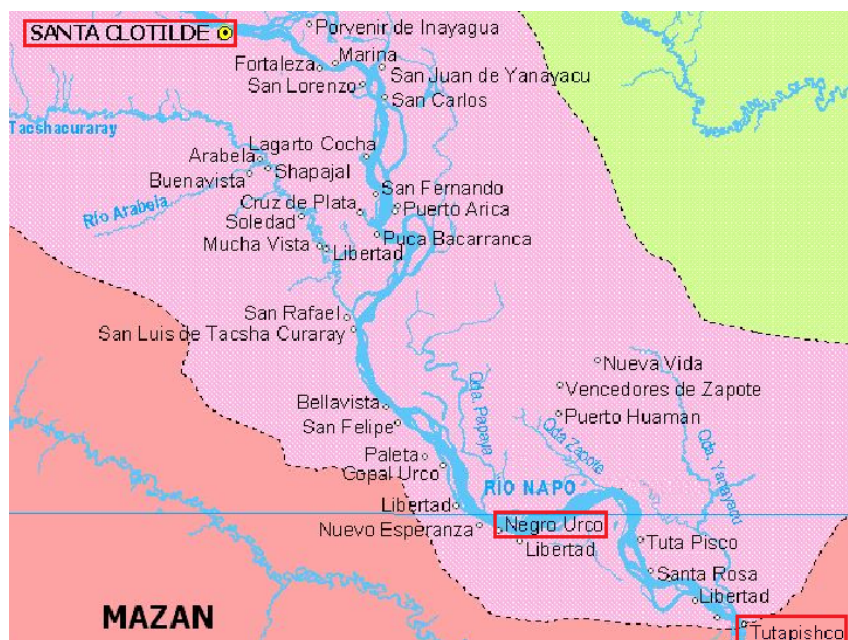 SANTA CLOTILDE
Porvenir de Inayagua
Marina
Fortaleza
San Juan de Yanayacu
San Lorenzo
San Carlos
Tacshacuraray
Lagarto Cocha
Arabela
Shapajal
Buenavista
San Fernando
Cruz de Plata
Puerto Arica
Río Arabela
Soledad
Puca Bacarranca
Mucha Vista
Libertad
San Rafael
San Luis de Tacsha Curaray
Nueva Vida
Vencedores de Zapote
Bellavista
Puerto Huaman
San Felipe
Qda. Papaya
Qda Zapote
Qda. Yanayacu
Paleta
Copal Urco
RÍO NAPO
Libertad
Nuevo Esperanza
Negro Urco
Libertad
Tuta Pisco
Santa Rosa
Libertad
MAZAN
Tutapishco